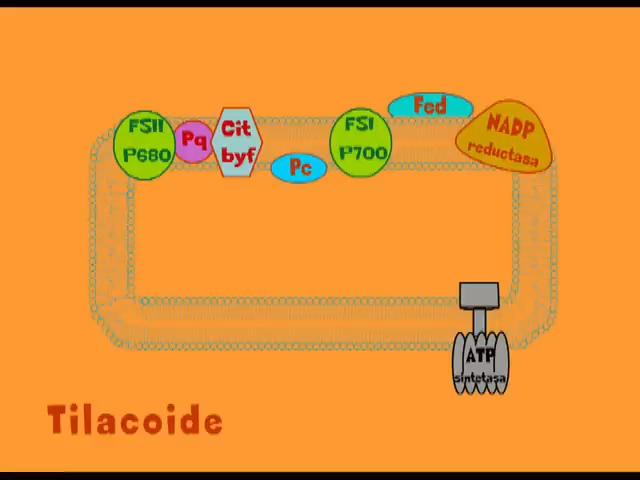 FSII
P680
Pq
Cit
byf
Pc
FSI
P700
Fed
NADP
reductasa
ATP
sintetasa
Tilacoide